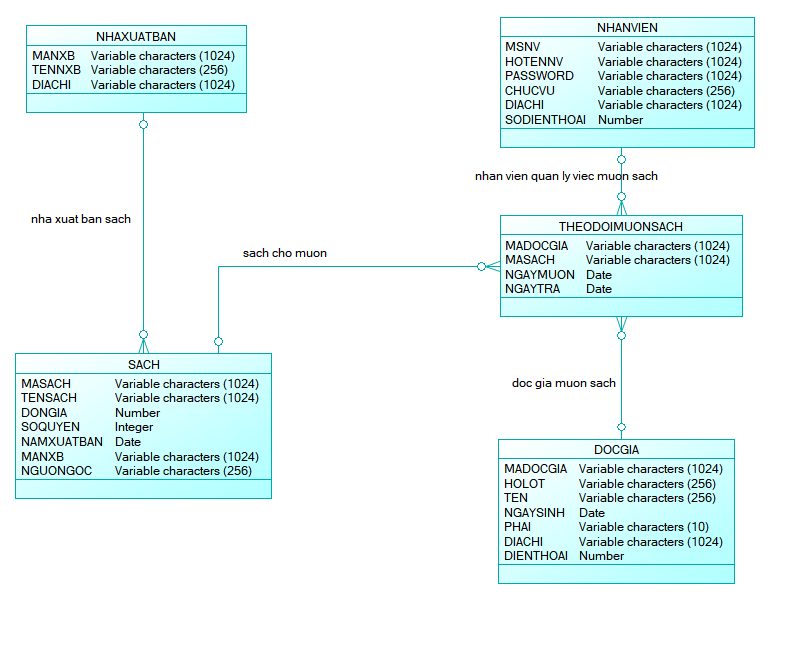 NHAXUATBAN
MANXB Variable characters (1024)
TENNXB Variable characters (256)
DIACHI Variable characters (1024)
NHANVIEN
MSNV Variable characters (1024)
HOTENNV Variable characters (1024)
PASSWORD Variable characters (1024)
CHUCVU Variable characters (256)
DIACHI Variable characters (1024)
SODIENTHOAI Number
nhan vien quan ly viec muon sach
nha xuat ban sach
THEODOIMUONSACH
MADOCGIA Variable characters (1024)
MASACH Variable characters (1024)
NGAYMUON Date
NGAYTRA Date
sach cho muon
SACH
MASACH Variable characters (1024)
TENSACH Variable characters (1024)
DONGIA Number
SOQUYEN Integer
NAMXUATBAN Date
MANXB Variable characters (1024)
NGUONGOC Variable characters (256)
doc gia muon sach
DOCGIA
MADOCGIA Variable characters (1024)
HOLOT Variable characters (256)
TEN Variable characters (256)
NGAYSINH Date
PHAI Variable characters (10)
DIACHI Variable characters (1024)
DIENTHOAI Number